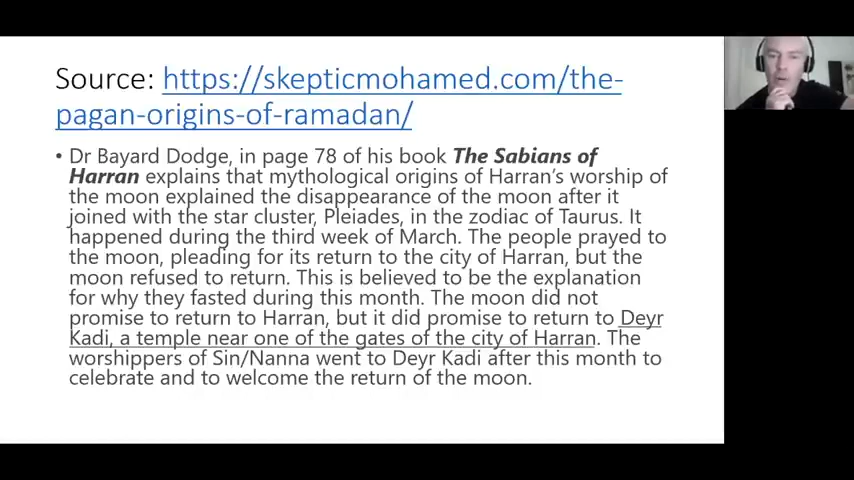 Source: https://skepticmohamed.com/the-
pagan-origins-of-ramadan/
• Dr Bayard Dodge, in page 78 of his book The Sabians of
Harran explains that mythological origins of Harran's worship of
the moon explained the disappearance of the moon after it
joined with the star cluster, Pleiades, in the zodiac of Taurus. It
happened during the third week of March. The people prayed to
the moon, pleading for its return to the city of Harran, but the
moon refused to return. This is believed to be the explanation
for why they fasted during this month. The moon did not
promise to return to Harran, but it did promise to return to Deyr
Kadi, a temple near one of the gates of the city of Harran. The
worshippers of Sin/Nanna went to Deyr Kadi after this month to
celebrate and to welcome the return of the moon.